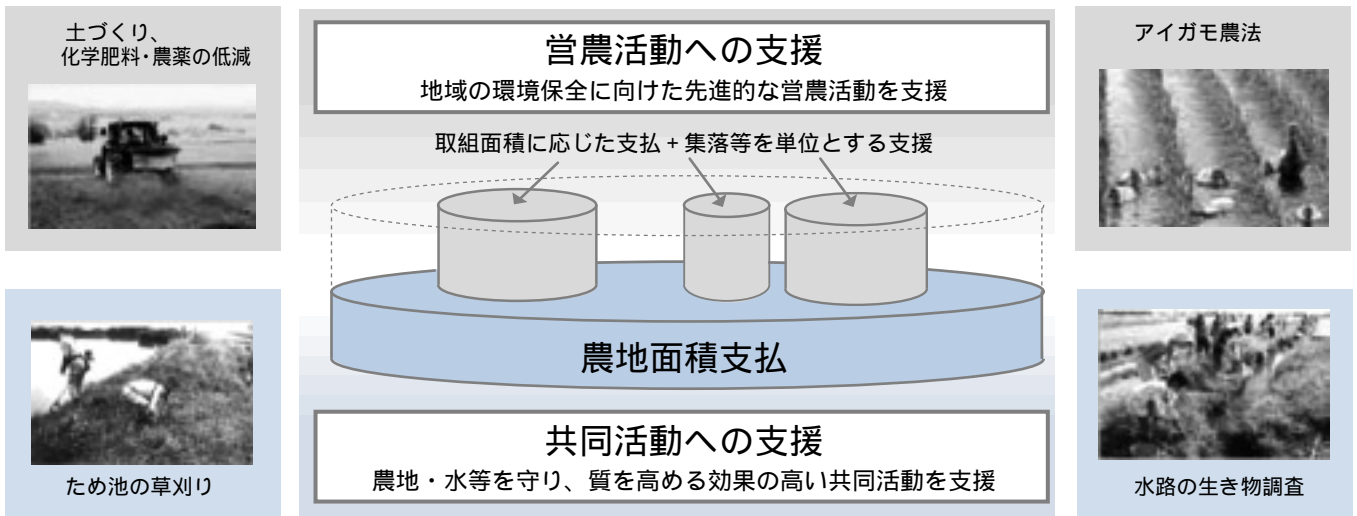 土づくり、
化学肥料・農薬の低減
営農活動への支援
地域の環境保全に向けた先進的な営農活動を支援
アイガモ農法
取組面積に応じた支払 + 集落等を単位とする支援
農地面積支払
共同活動への支援
農地・水等を守り、質を高める効果の高い共同活動を支援
ため池の草刈り
水路の生き物調査